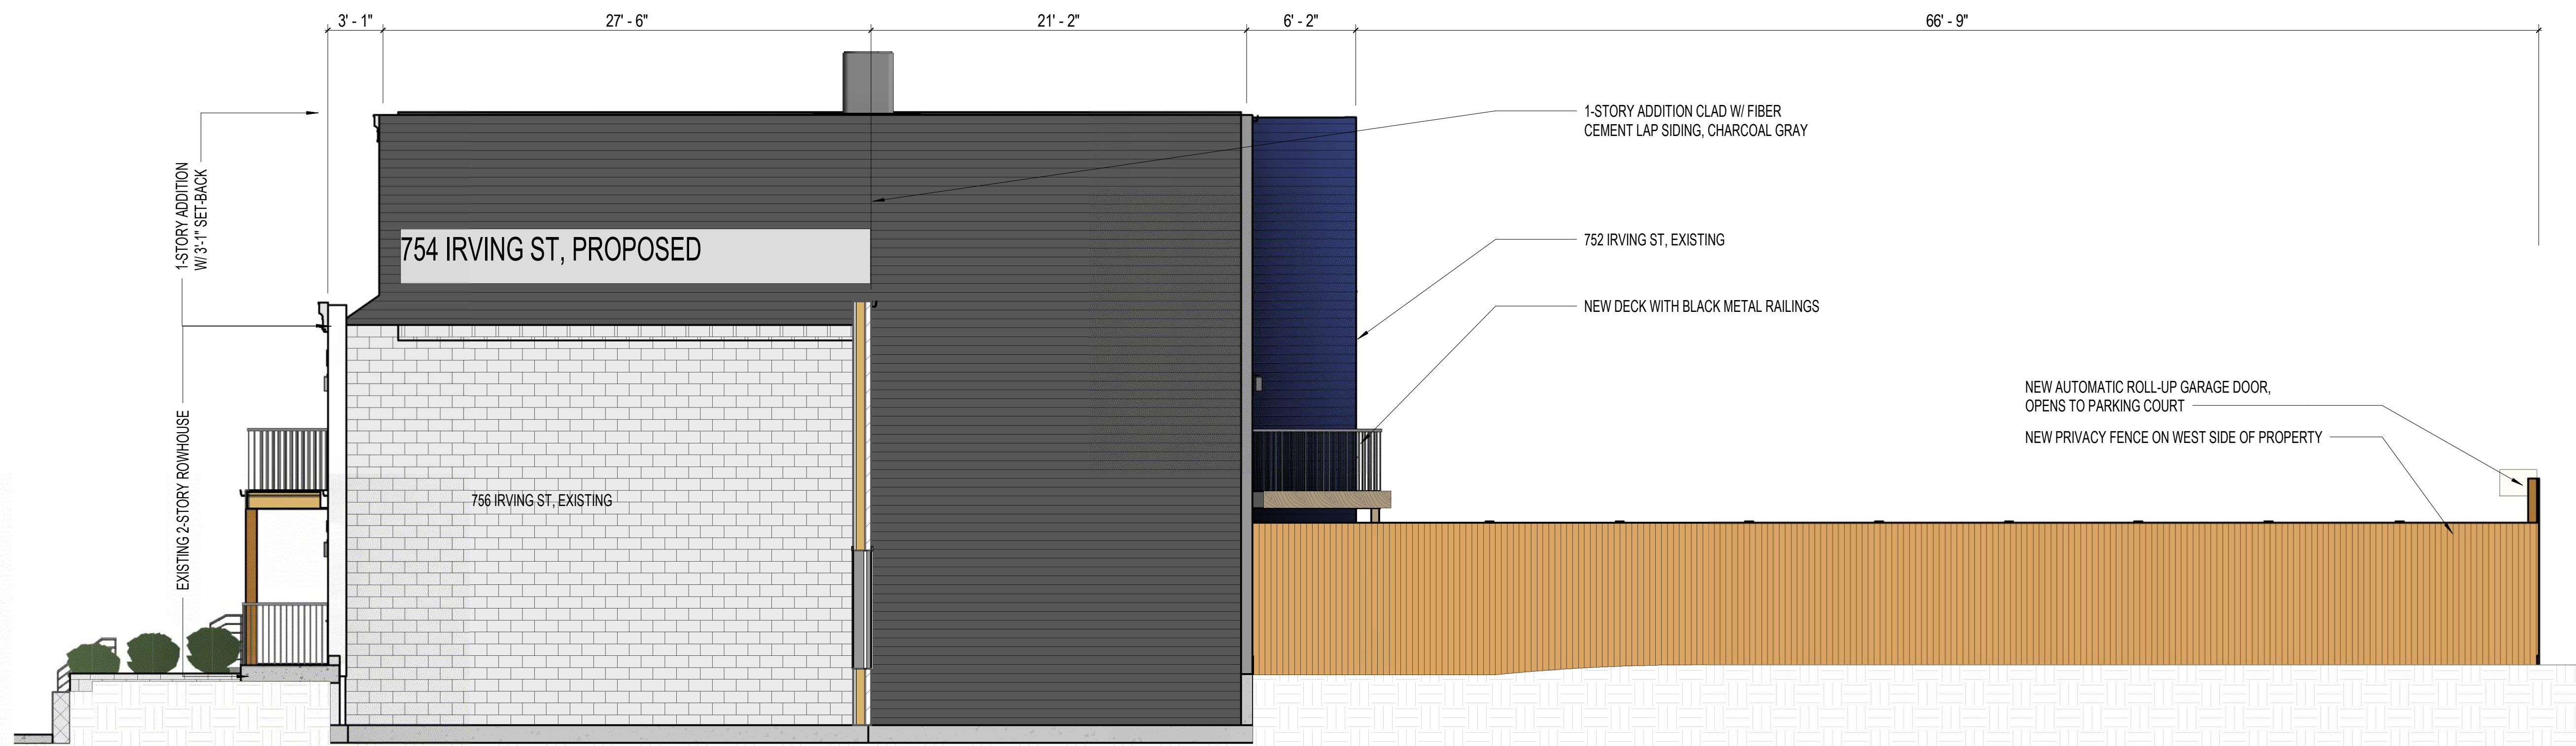 3' - 1"
27' - 6"
21' - 2"
6' - 2"
66' - 9"
1-STORY ADDITION CLAD W/ FIBER
CEMENT LAP SIDING, CHARCOAL GRAY
1-STORY ADDITION
W/ 3'-1" SET-BACK
754 IRVING ST, PROPOSED
752 IRVING ST, EXISTING
NEW DECK WITH BLACK METAL RAILINGS
NEW AUTOMATIC ROLL-UP GARAGE DOOR,
OPENS TO PARKING COURT
NEW PRIVACY FENCE ON WEST SIDE OF PROPERTY
EXISTING 2-STORY ROWHOUSE
756 IRVING ST, EXISTING